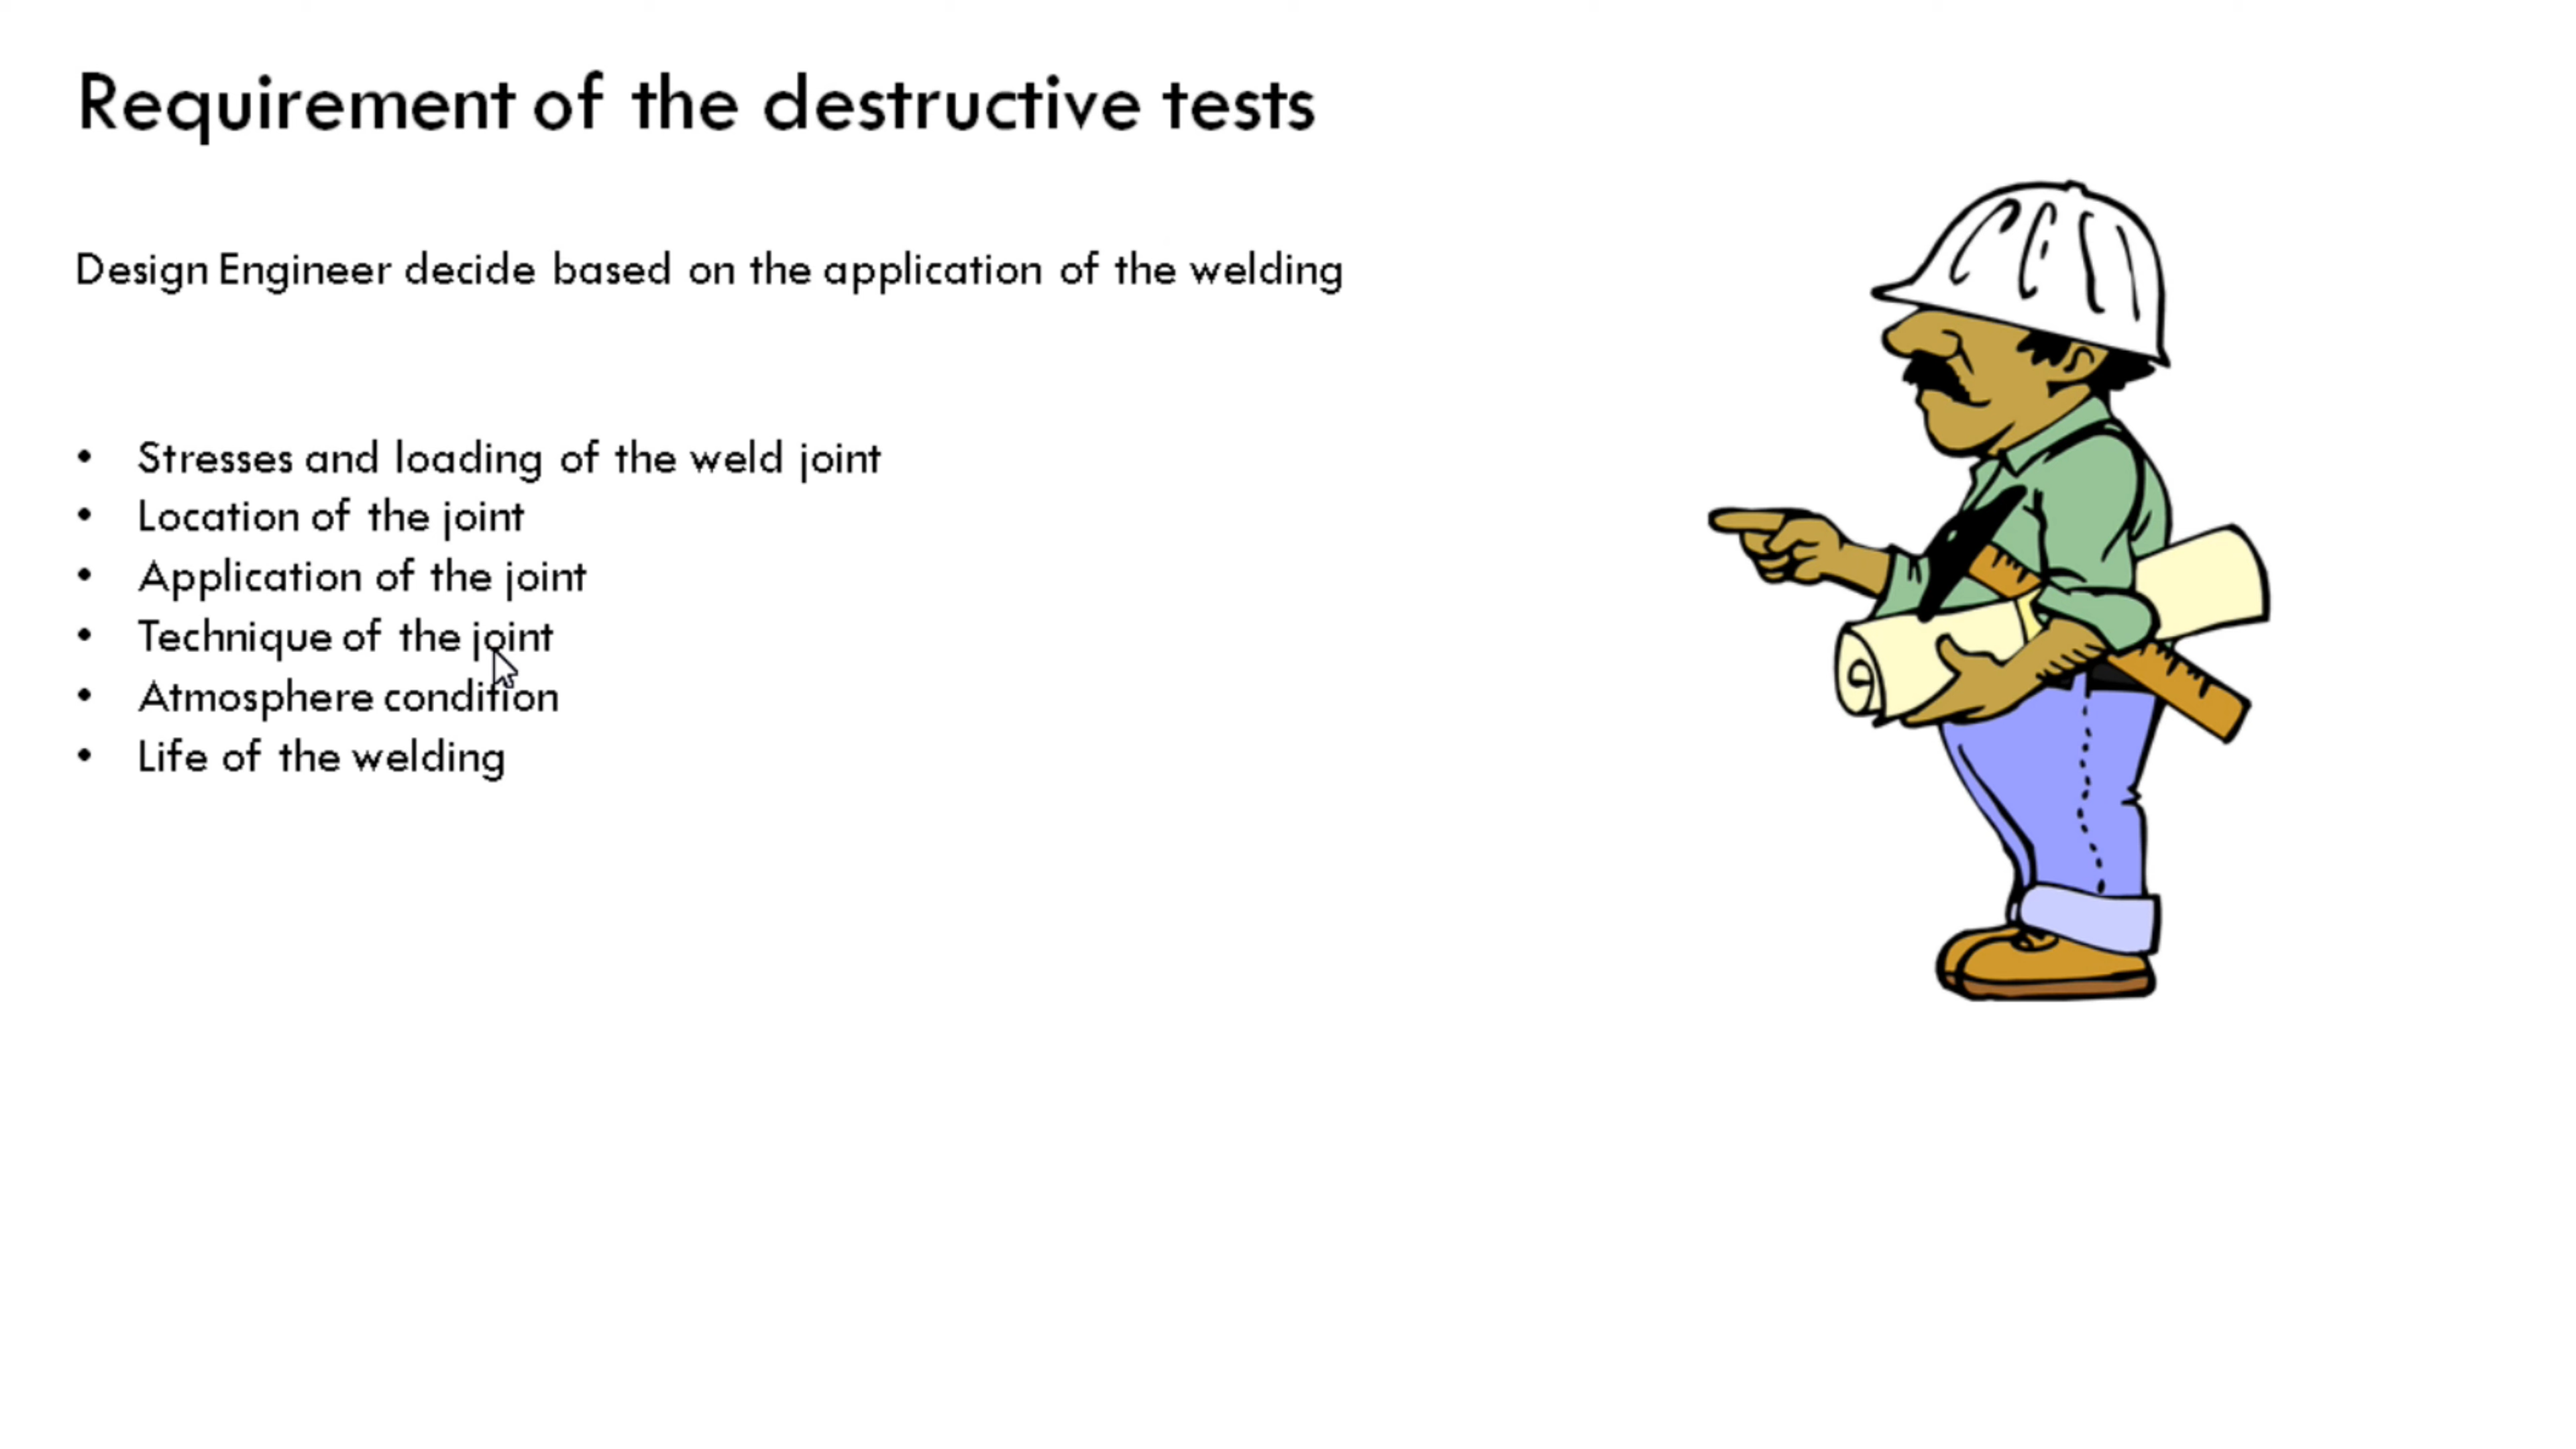 Requirement of the destructive tests
Design Engineer decide based on the application of the welding
• Stresses and loading of the weld joint
• Location of the joint
• Application of the joint
• Technique of the joint
• Atmosphere condition
• Life of the welding